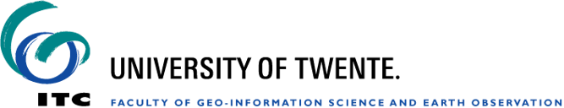 UNIVERSITY OF TWENTE.
ITC
FACULTY OF GEO-INFORMATION SCIENCE AND EARTH OBSERVATION